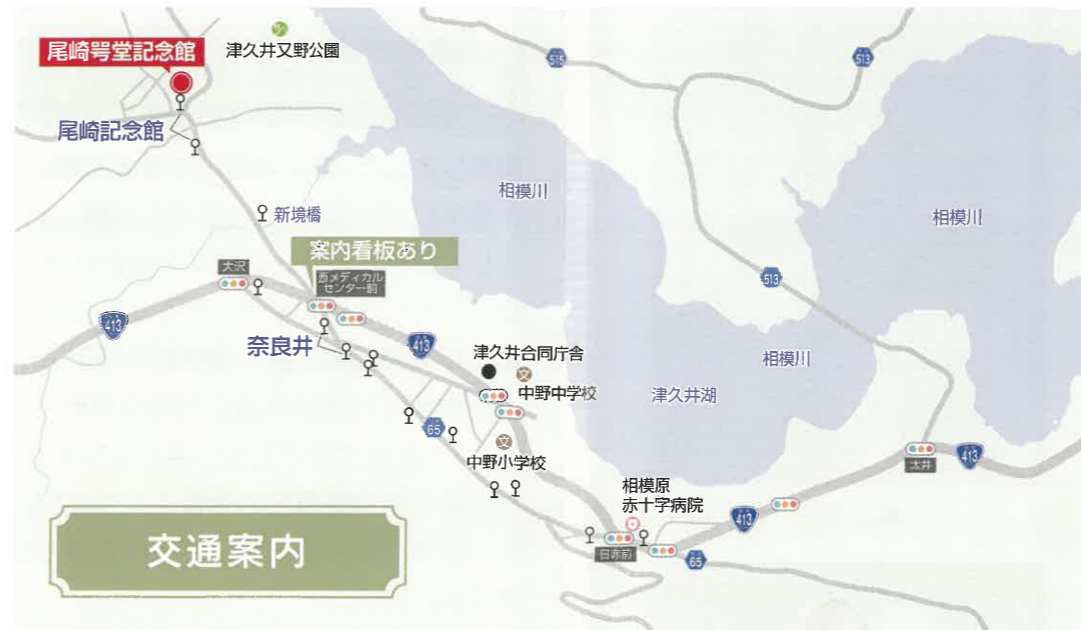 尾崎咢堂記念館
津久井又野公園
尾崎記念館
新境橋
案内看板あり
大沢
西メディカル
センター前
奈良井
413
413
津久井合同庁舎
文
中野中学校
65
文
中野小学校
相模川
515
513
相模川
513
相模川
津久井湖
相模原
赤十字病院
日赤前
413
65
太井
413
交通案内